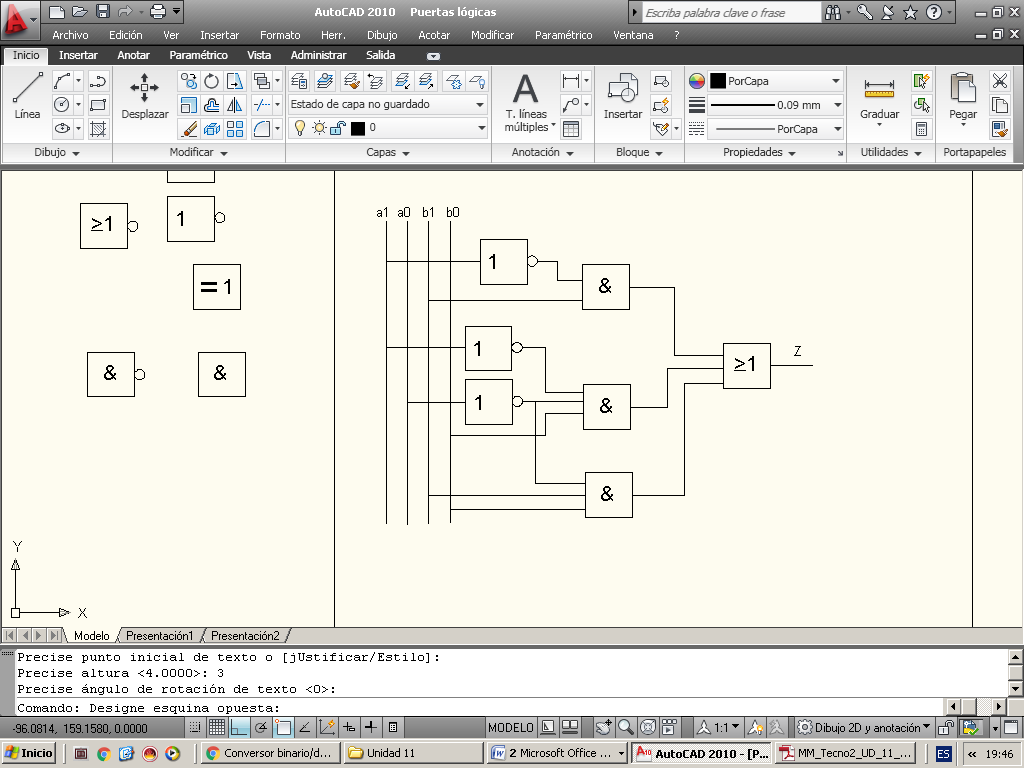 AutoCAD 2010 Puertas lógicas
Escriba palabra clave o frase
Archivo Edición Ver Insertar Formato Herr. Dibujo Acotar Modificar Paramétrico Ventana ?
Inicio Insertar Anotar Paramétrico Vista Administrar Salida
Línea
Desplazar
Estado de capa no guardado
0
A
T. líneas
múltiples
Insertar
PorCapa
0.09 mm
PorCapa
Graduar
Pegar
Dibujo Modificar Capas Anotación Bloque Propiedades Utilidades Portapapeles
≥1
1
=1
&
&
a1 a0 b1 b0
1
&
1
1
&
&
≥1
Z
Y
X
Modelo Presentación1 Presentación2
Precise punto inicial de texto o [jUstificar/Estilo]:
Precise altura <4.0000>: 3
Precise ángulo de rotación de texto <0>:
Comando: Designe esquina opuesta:
-96.0814, 159.1580, 0.0000
MODELO
1:1
Dibujo 2D y anotación
Inicio
Conversor binario/d...
Unidad 11
2 Microsoft Office ...
AutoCAD 2010 - [P...
MM_Tecno2_UD_11_...
ES
« 19:46